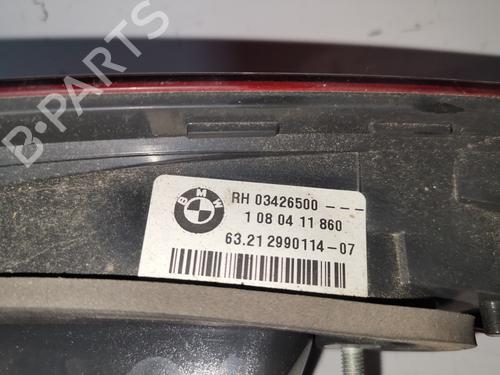 B-PARTS
BMW
RH 03426500 ---
1 08 04 11 860
63.21 2990114-07